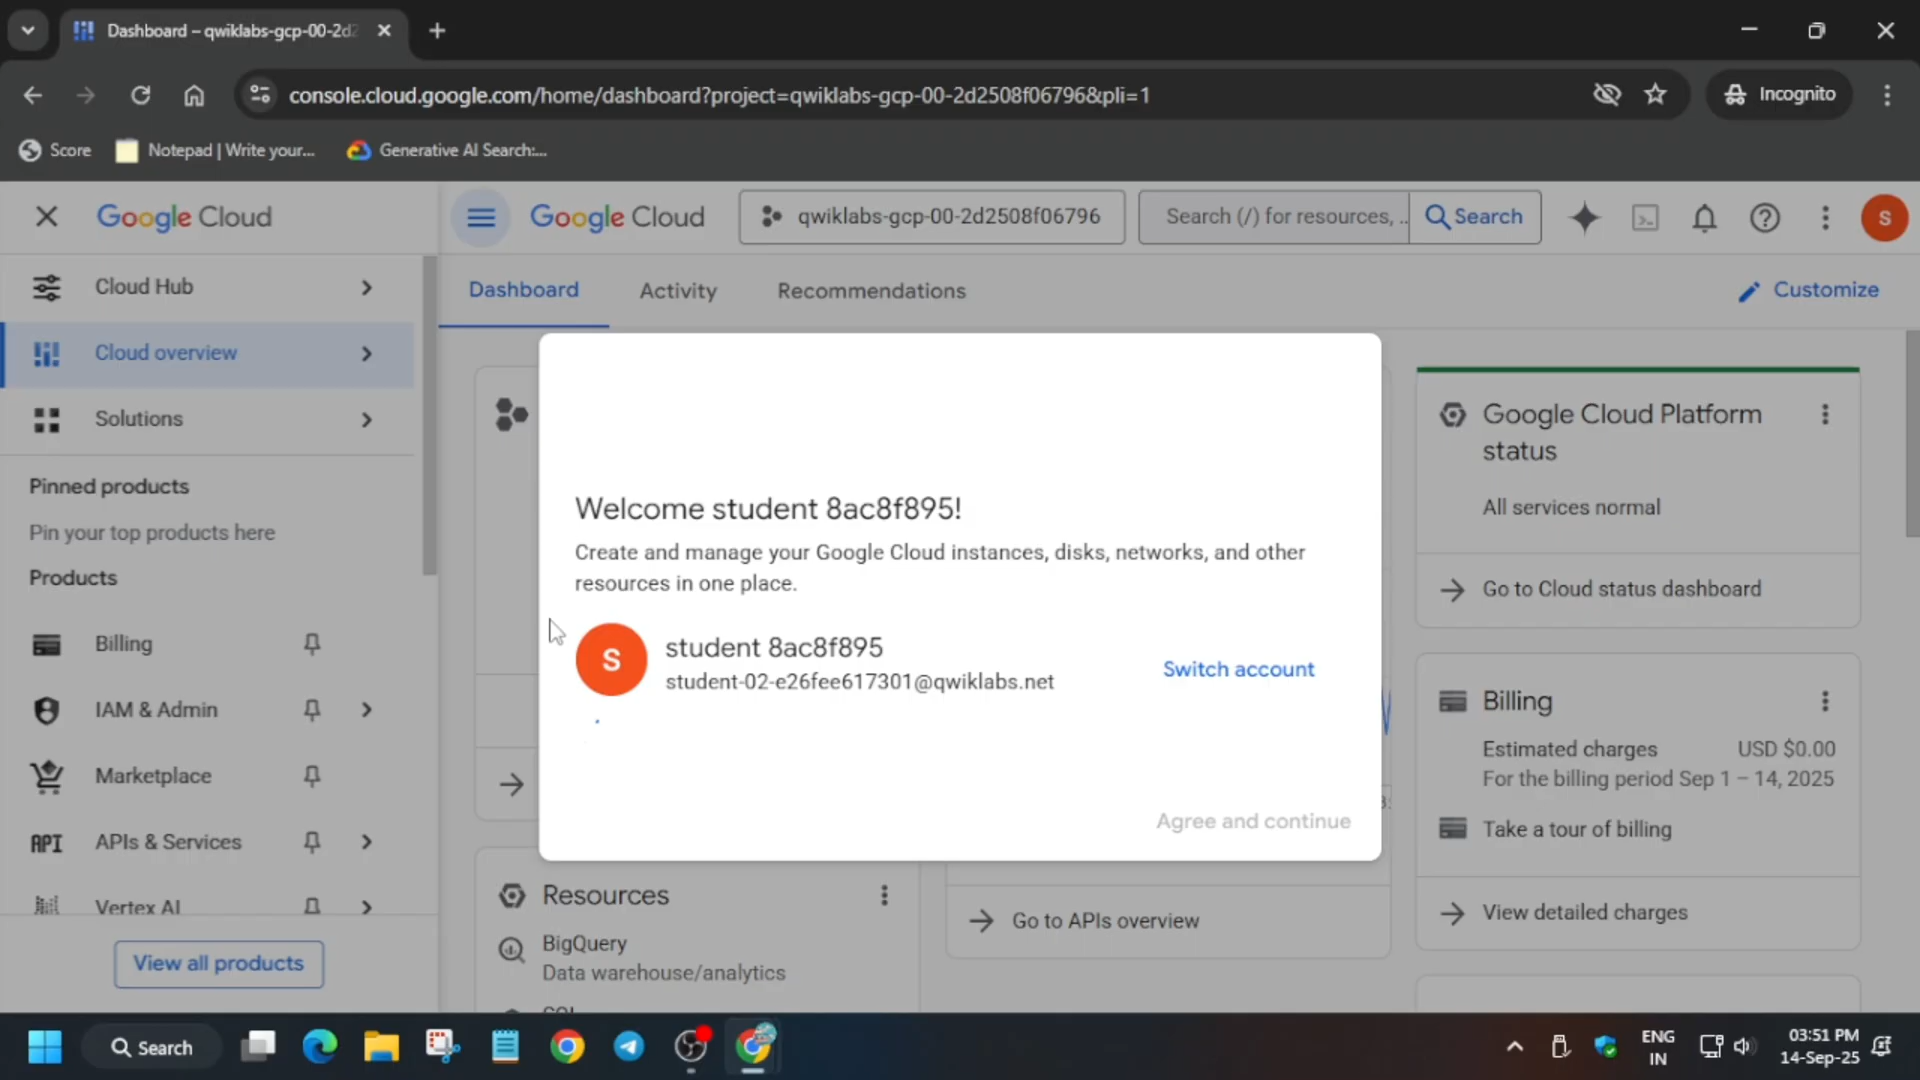 Dashboard – qwiklabs-gcp-00-2d2
console.cloud.google.com/home/dashboard?project=qwiklabs-gcp-00-2d2508f06796&pli=1
Incognito
Score
Notepad | Write your...
Generative AI Search:...
Google Cloud
Google Cloud
qwiklabs-gcp-00-2d2508f06796
Search (/) for resources, ..
Search
S
Cloud Hub
Cloud overview
Solutions
Pinned products
Pin your top products here
Products
Billing
IAM & Admin
Marketplace
API
APIs & Services
Vertex AI
View all products
Dashboard
Activity
Recommendations
Customize
Welcome student 8ac8f895!
Create and manage your Google Cloud instances, disks, networks, and other
resources in one place.
S
student 8ac8f895
student-02-e26fee617301@qwiklabs.net
Switch account
Agree and continue
Resources
BigQuery
Data warehouse/analytics
SQL
Go to APIs overview
Google Cloud Platform
status
All services normal
Go to Cloud status dashboard
Billing
Estimated charges USD $0.00
For the billing period Sep 1 – 14, 2025
Take a tour of billing
View detailed charges
Search
ENG
IN
03:51 PM
14-Sep-25